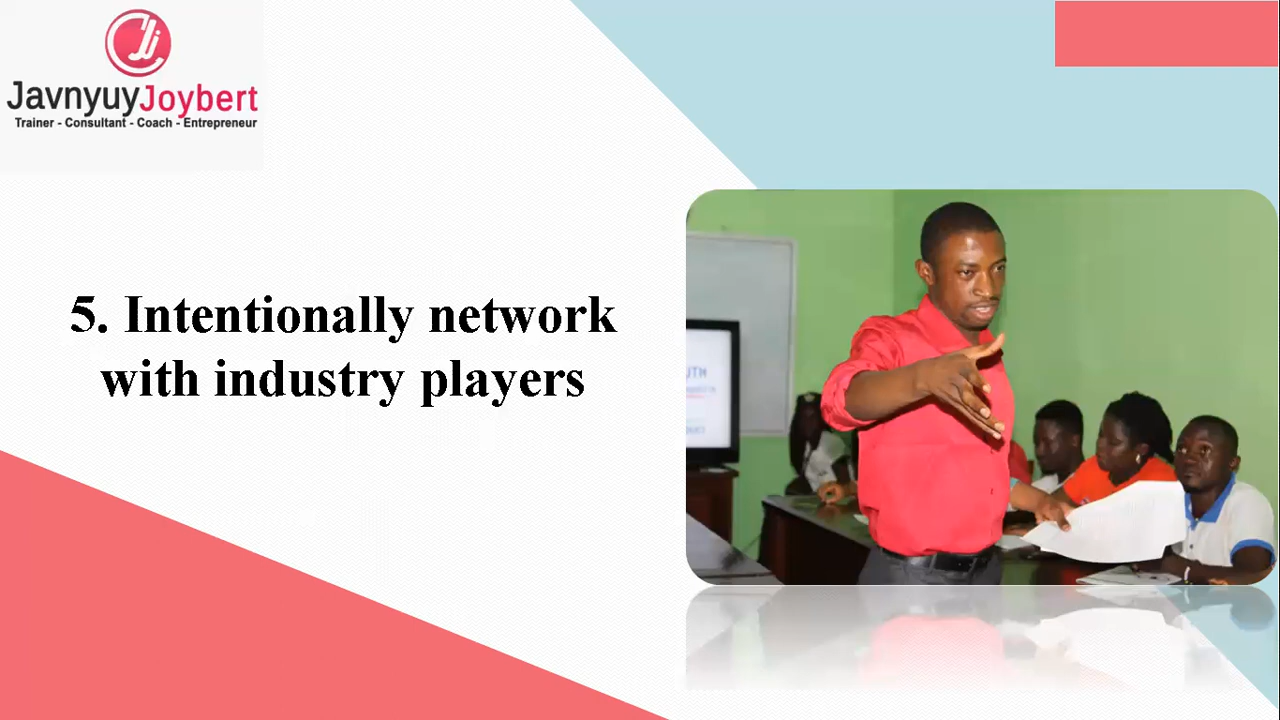 JavnyuyJoybert
Trainer - Consultant - Coach - Entrepreneur
5. Intentionally network
with industry players